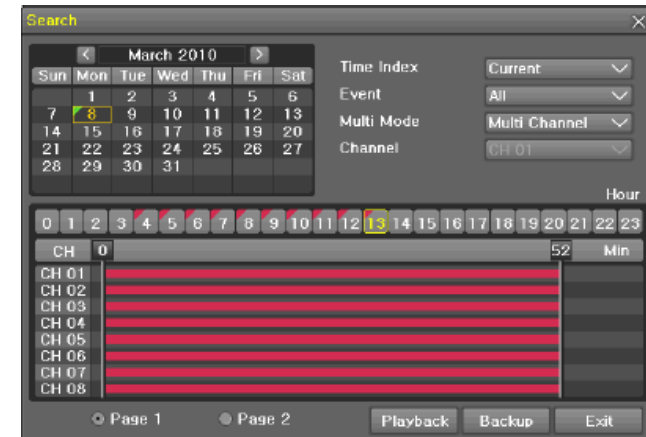 Search
March 2010
Sun Mon Tue Wed Thu Fri Sat
1 2 3 4 5 6
7 8 9 10 11 12 13
14 15 16 17 18 19 20
21 22 23 24 25 26 27
28 29 30 31
Time Index Current
Event All
Multi Mode Multi Channel
Channel CH 01
Hour
0 1 2 3 4 5 6 7 8 9 10 11 12 13 14 15 16 17 18 19 20 21 22 23
CH 0 52 Min
CH 01
CH 02
CH 03
CH 04
CH 05
CH 06
CH 07
CH 08
Page 1 Page 2 Playback Backup Exit